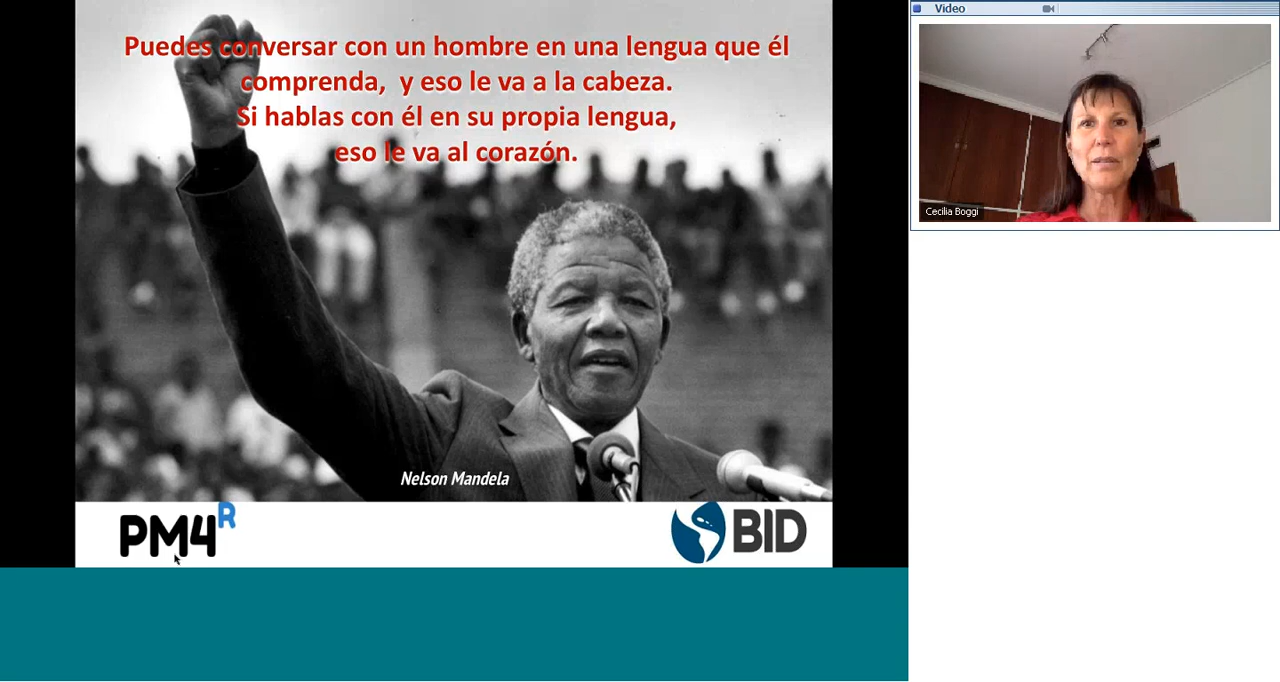 Puedes conversar con un hombre en una lengua que él
comprenda,  y eso le va a la cabeza.
Si hablas con él en su propia lengua,
eso le va al corazón.
Nelson Mandela
PM4R
BID
Video
Cecilia Boggi